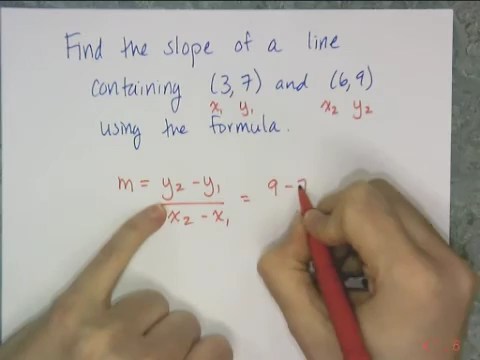 Find the slope of a line
containing (3,7) and (6,9)
x₁ y₁ x₂ y₂
using the formula.
m = y₂ - y₁ / x₂ - x₁ = 9 -